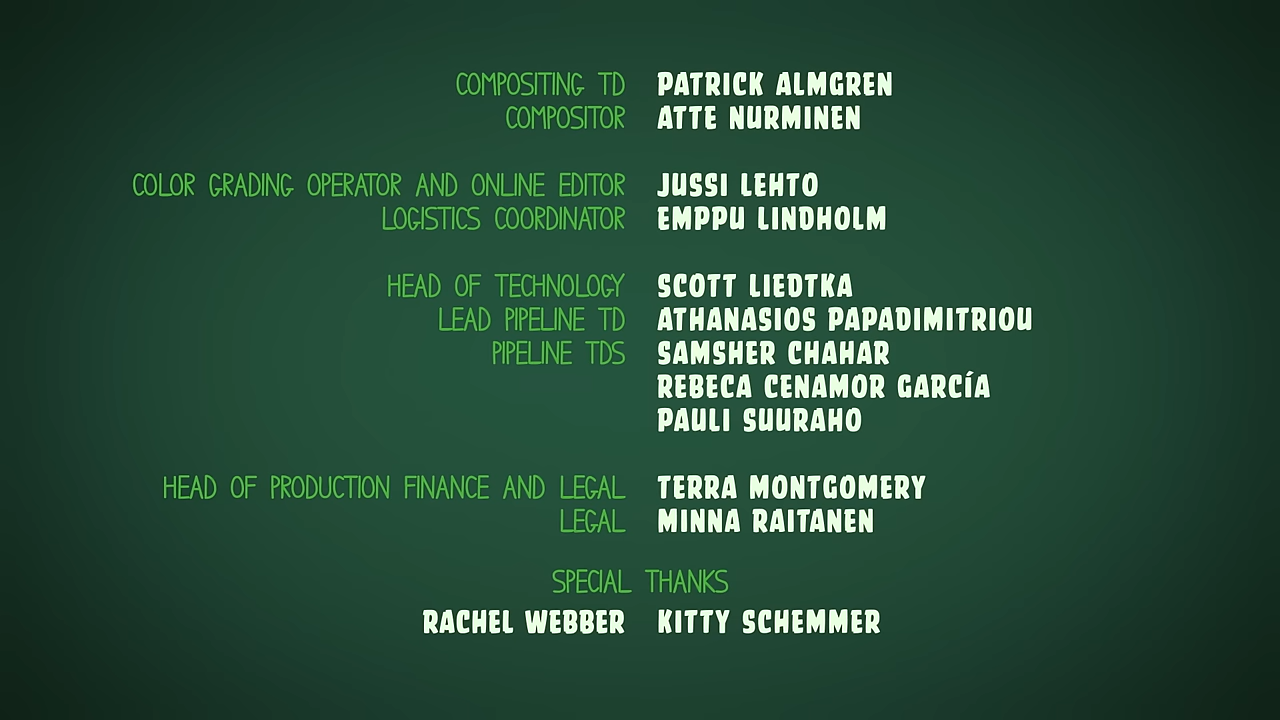 COMPOSITING TD PATRICK ALMGREN
COMPOSITOR ATTE NURMINEN
COLOR GRADING OPERATOR AND ONLINE EDITOR JUSSI LEHTO
LOGISTICS COORDINATOR EMPPU LINDHOLM
HEAD OF TECHNOLOGY SCOTT LIEDTKA
LEAD PIPELINE TD ATHANASIOS PAPADIMITRIOU
PIPELINE TDS SAMSHER CHAHAR
REBECA CENAMOR GARCÍA
PAULI SUURAHO
HEAD OF PRODUCTION FINANCE AND LEGAL TERRA MONTGOMERY
LEGAL MINNA RAITANEN
SPECIAL THANKS
RACHEL WEBBER KITTY SCHEMMER